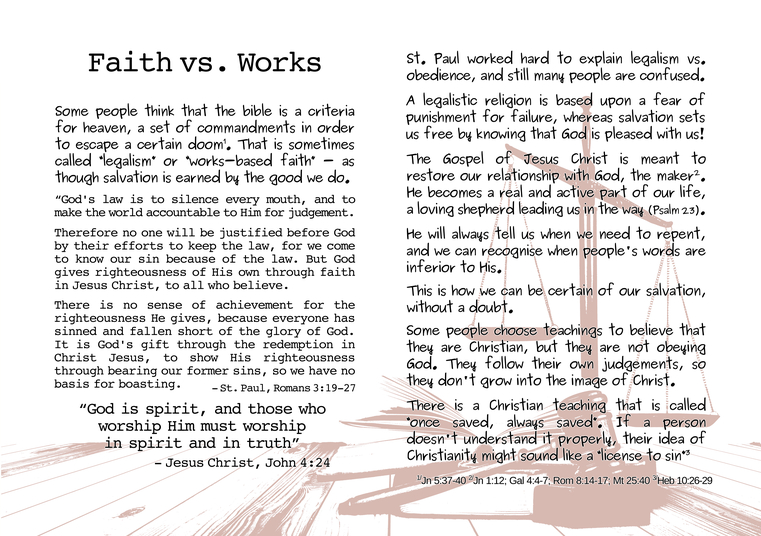 Faith vs. Works
Some people think that the bible is a criteria
for heaven, a set of commandments in order
to escape a certain doom¹. That is sometimes
called "legalism" or "works-based faith" – as
though salvation is earned by the good we do.
"God's law is to silence every mouth, and to
make the world accountable to Him for judgement.
Therefore no one will be justified before God
by their efforts to keep the law, for we come
to know our sin because of the law. But God
gives righteousness of His own through faith
in Jesus Christ, to all who believe.
There is no sense of achievement for the
righteousness He gives, because everyone has
sinned and fallen short of the glory of God.
It is God's gift through the redemption in
Christ Jesus, to show His righteousness
through bearing our former sins, so we have no
basis for boasting. – St. Paul, Romans 3:19-27
"God is spirit, and those who
worship Him must worship
in spirit and in truth"
– Jesus Christ, John 4:24
St. Paul worked hard to explain legalism vs.
obedience, and still many people are confused.
A legalistic religion is based upon a fear of
punishment for failure, whereas salvation sets
us free by knowing that God is pleased with us!
The Gospel of Jesus Christ is meant to
restore our relationship with God, the maker².
He becomes a real and active part of our life,
a loving shepherd leading us in the way (Psalm 23).
He will always tell us when we need to repent,
and we can recognise when people's words are
inferior to His.
This is how we can be certain of our salvation,
without a doubt.
Some people choose teachings to believe that
they are Christian, but they are not obeying
God. They follow their own judgements, so
they don't grow into the image of Christ.
There is a Christian teaching that is called
"once saved, always saved". If a person
doesn't understand it properly, their idea of
Christianity might sound like a "license to sin"³
¹Jn 5:37-40 ²Jn 1:12; Gal 4:4-7; Rom 8:14-17; Mt 25:40 ³Heb 10:26-29